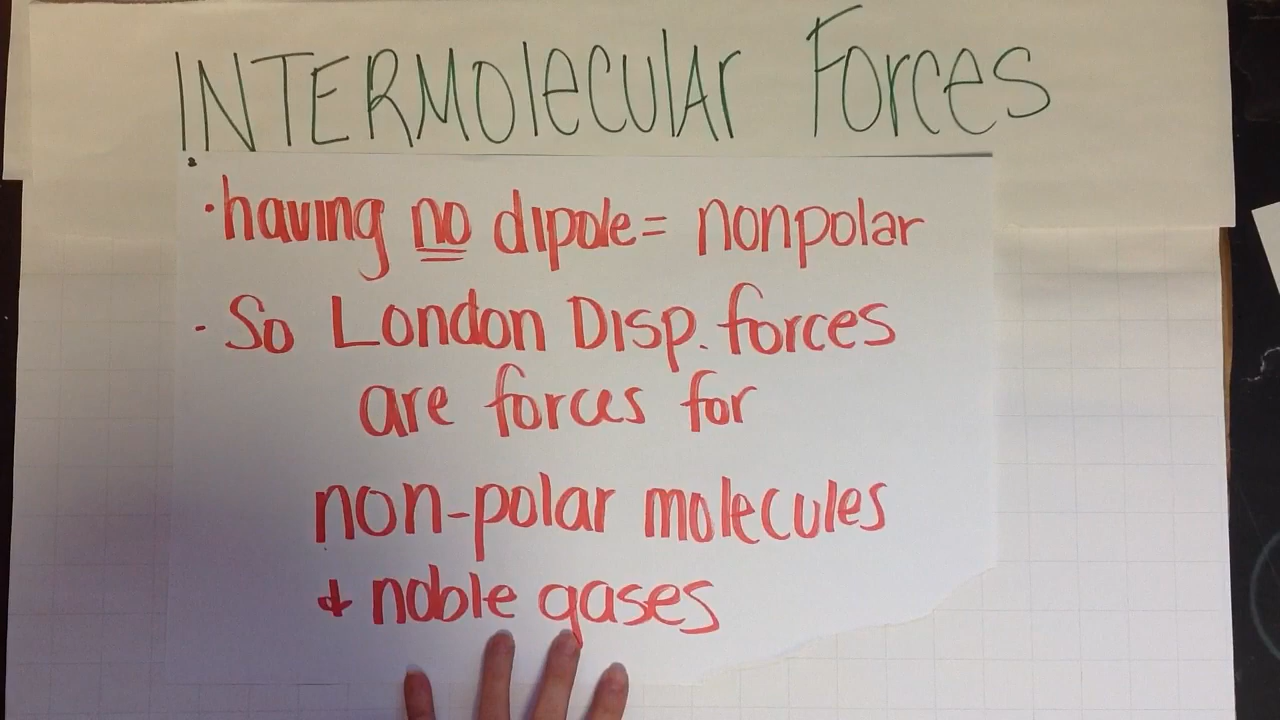 INTERMolecUlAr Forces
· having no dipole = nonpolar
- So London Disp. forces
are forces for
non-polar molecules
+ noble gases